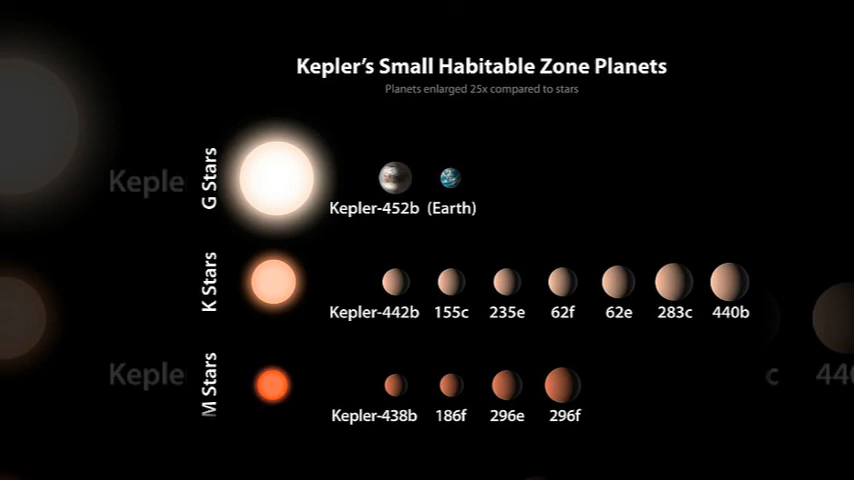 Kepler's Small Habitable Zone Planets
Planets enlarged 25x compared to stars
G Stars
Kepler-452b (Earth)
K Stars
Kepler-442b 155c 235e 62f 62e 283c 440b
M Stars
Kepler-438b 186f 296e 296f